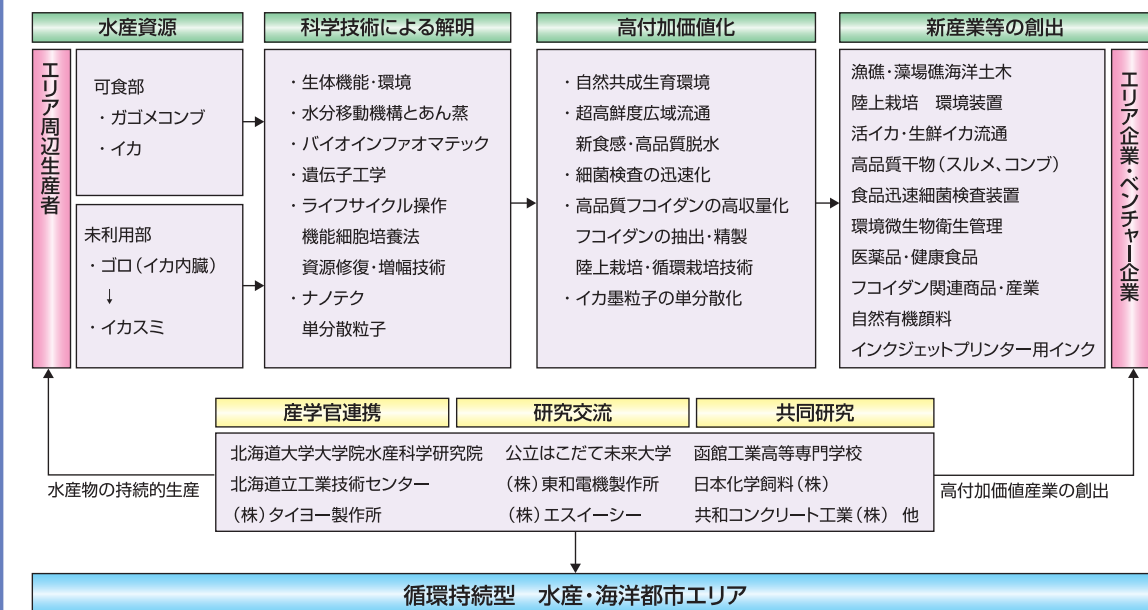 水産資源
科学技術による解明
高付加価値化
新産業等の創出
エリア周辺生産者
可食部
・ガゴメコンブ
・イカ
未利用部
・ゴロ(イカ内臓)
↓
・イカスミ
・生体機能・環境
・水分移動機構とあん蒸
・バイオインファオマテック
・遺伝子工学
・ライフサイクル操作
機能細胞培養法
資源修復・増幅技術
・ナノテク
単分散粒子
・自然共成生育環境
・超高鮮度広域流通
新食感・高品質脱水
・細菌検査の迅速化
・高品質フコイダンの高収量化
フコイダンの抽出・精製
陸上栽培・循環栽培技術
・イカ墨粒子の単分散化
漁礁・藻場礁海洋土木
陸上栽培 環境装置
活イカ・生鮮イカ流通
高品質干物(スルメ、コンブ)
食品迅速細菌検査装置
環境微生物衛生管理
医薬品・健康食品
フコイダン関連商品・産業
自然有機顔料
インクジェットプリンター用インク
エリア企業・ベンチャー企業
産学官連携
研究交流
共同研究
北海道大学大学院水産科学研究院
公立はこだて未来大学
函館工業高等専門学校
北海道立工業技術センター
(株)東和電機製作所
日本化学飼料(株)
(株)タイヨー製作所
(株)エスイーシー
共和コンクリート工業(株) 他
水産物の持続的生産
高付加価値産業の創出
循環持続型 水産・海洋都市エリア